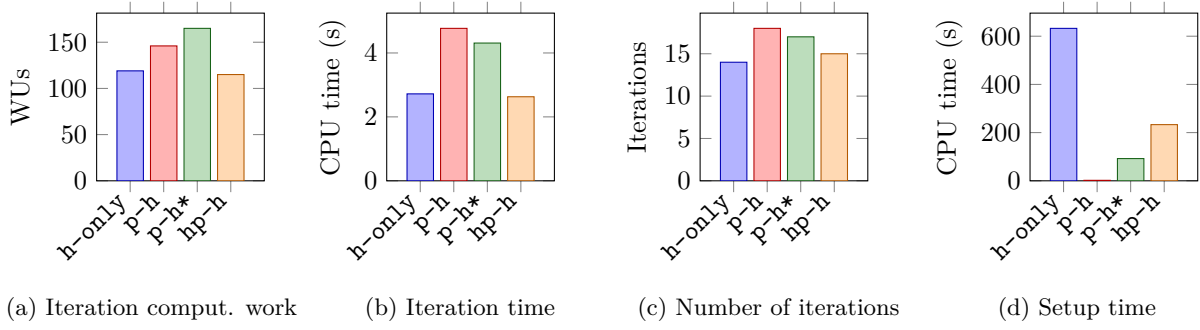 WUs
150
100
50
0
h-only
p-h
p-h*
hp-h
(a) Iteration comput. work
CPU time (s)
4
2
0
h-only
p-h
p-h*
hp-h
(b) Iteration time
Iterations
15
10
5
0
h-only
p-h
p-h*
hp-h
(c) Number of iterations
CPU time (s)
600
400
200
0
h-only
p-h
p-h*
hp-h
(d) Setup time